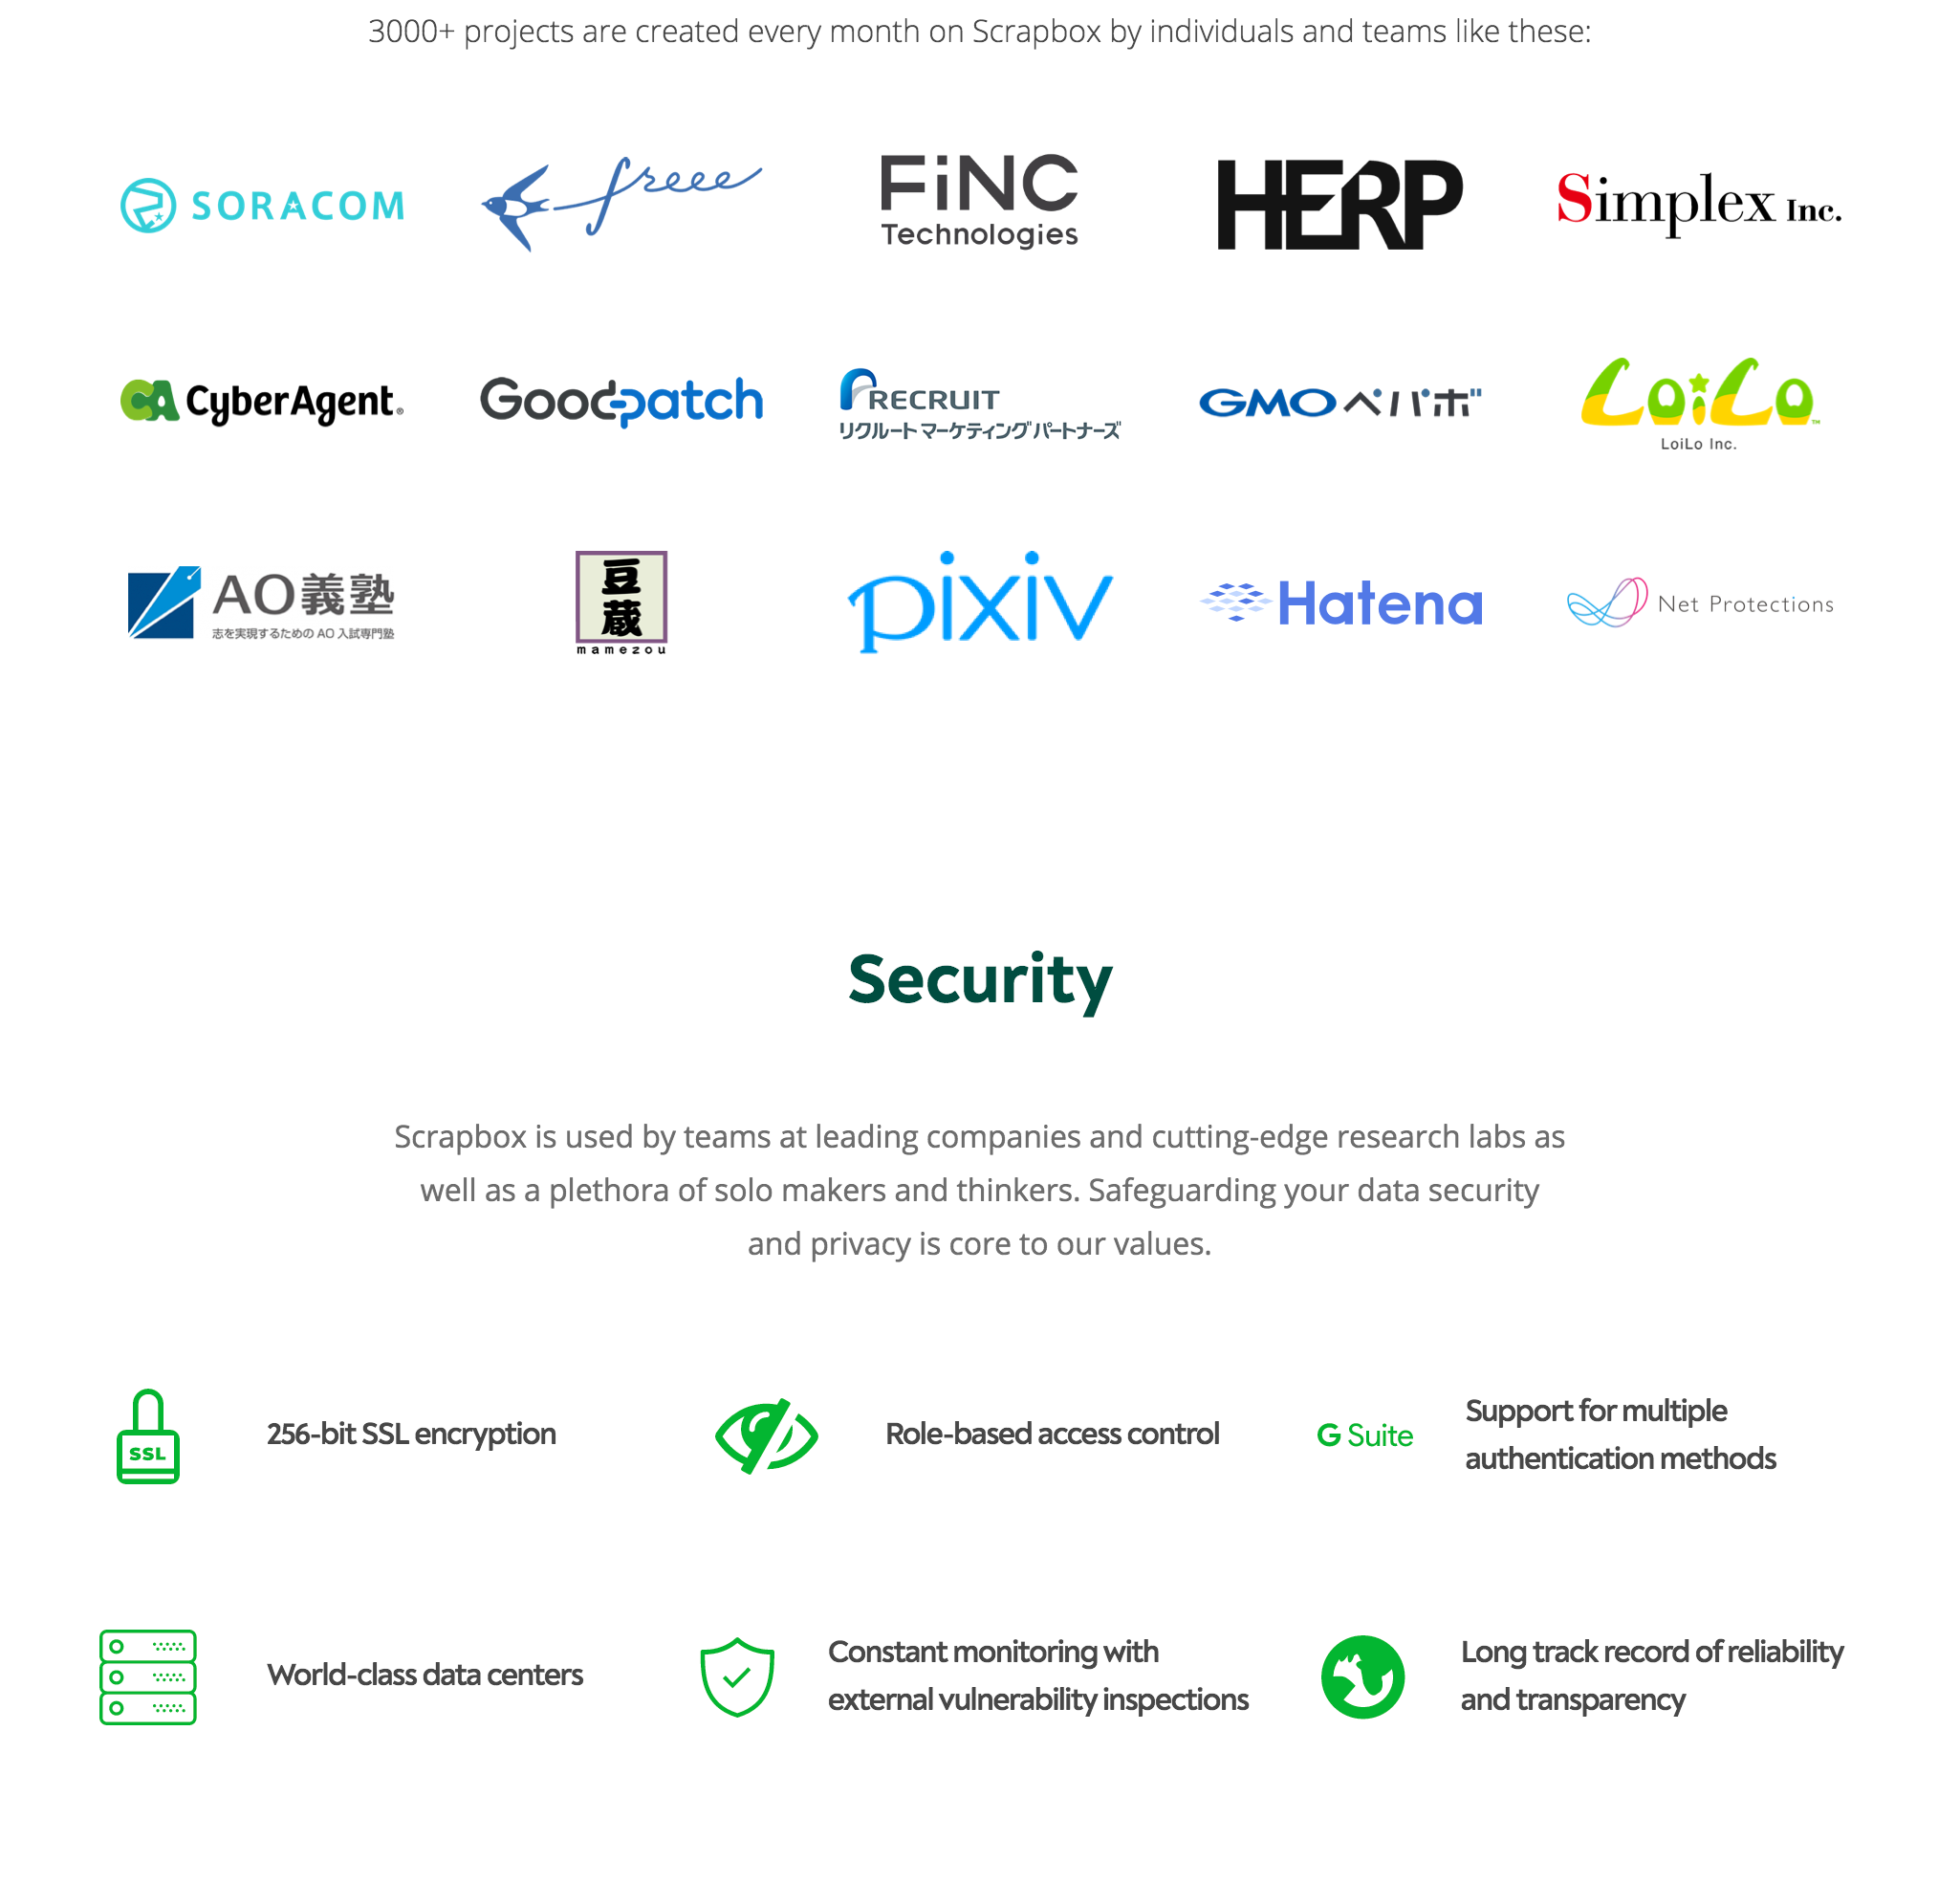 3000+ projects are created every month on Scrapbox by individuals and teams like these:
SORACOM
freee
FiNC
Technologies
HERP
Simplex Inc.
CA CyberAgent®
Goodpatch
RECRUIT
リクルート マーケティングパートナーズ
GMOペパボ
LoiLo™
LoiLo Inc.
AO義塾
志を実現するための AO 入試専門塾
豆
蔵
mamezou
pixiv
Hatena
Net Protections
Security
Scrapbox is used by teams at leading companies and cutting-edge research labs as
well as a plethora of solo makers and thinkers. Safeguarding your data security
and privacy is core to our values.
SSL
256-bit SSL encryption
Role-based access control
G Suite
Support for multiple
authentication methods
World-class data centers
Constant monitoring with
external vulnerability inspections
Long track record of reliability
and transparency